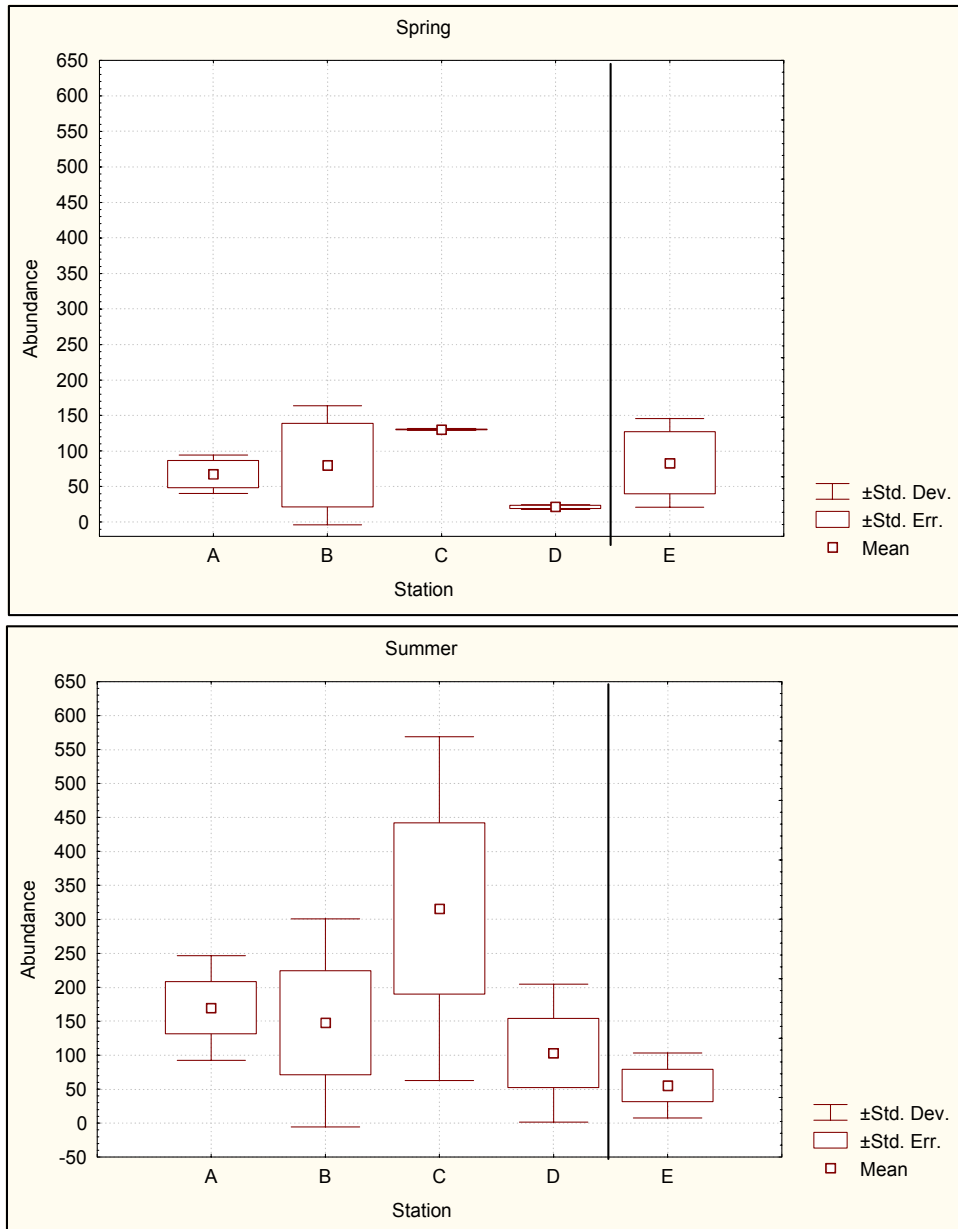 Spring
650
600
550
500
450
400
350
300
250
200
150
100
50
0
Abundance
A B C D E
Station
±Std. Dev.
±Std. Err.
Mean
Summer
650
600
550
500
450
400
350
300
250
200
150
100
50
0
-50
Abundance
A B C D E
Station
±Std. Dev.
±Std. Err.
Mean